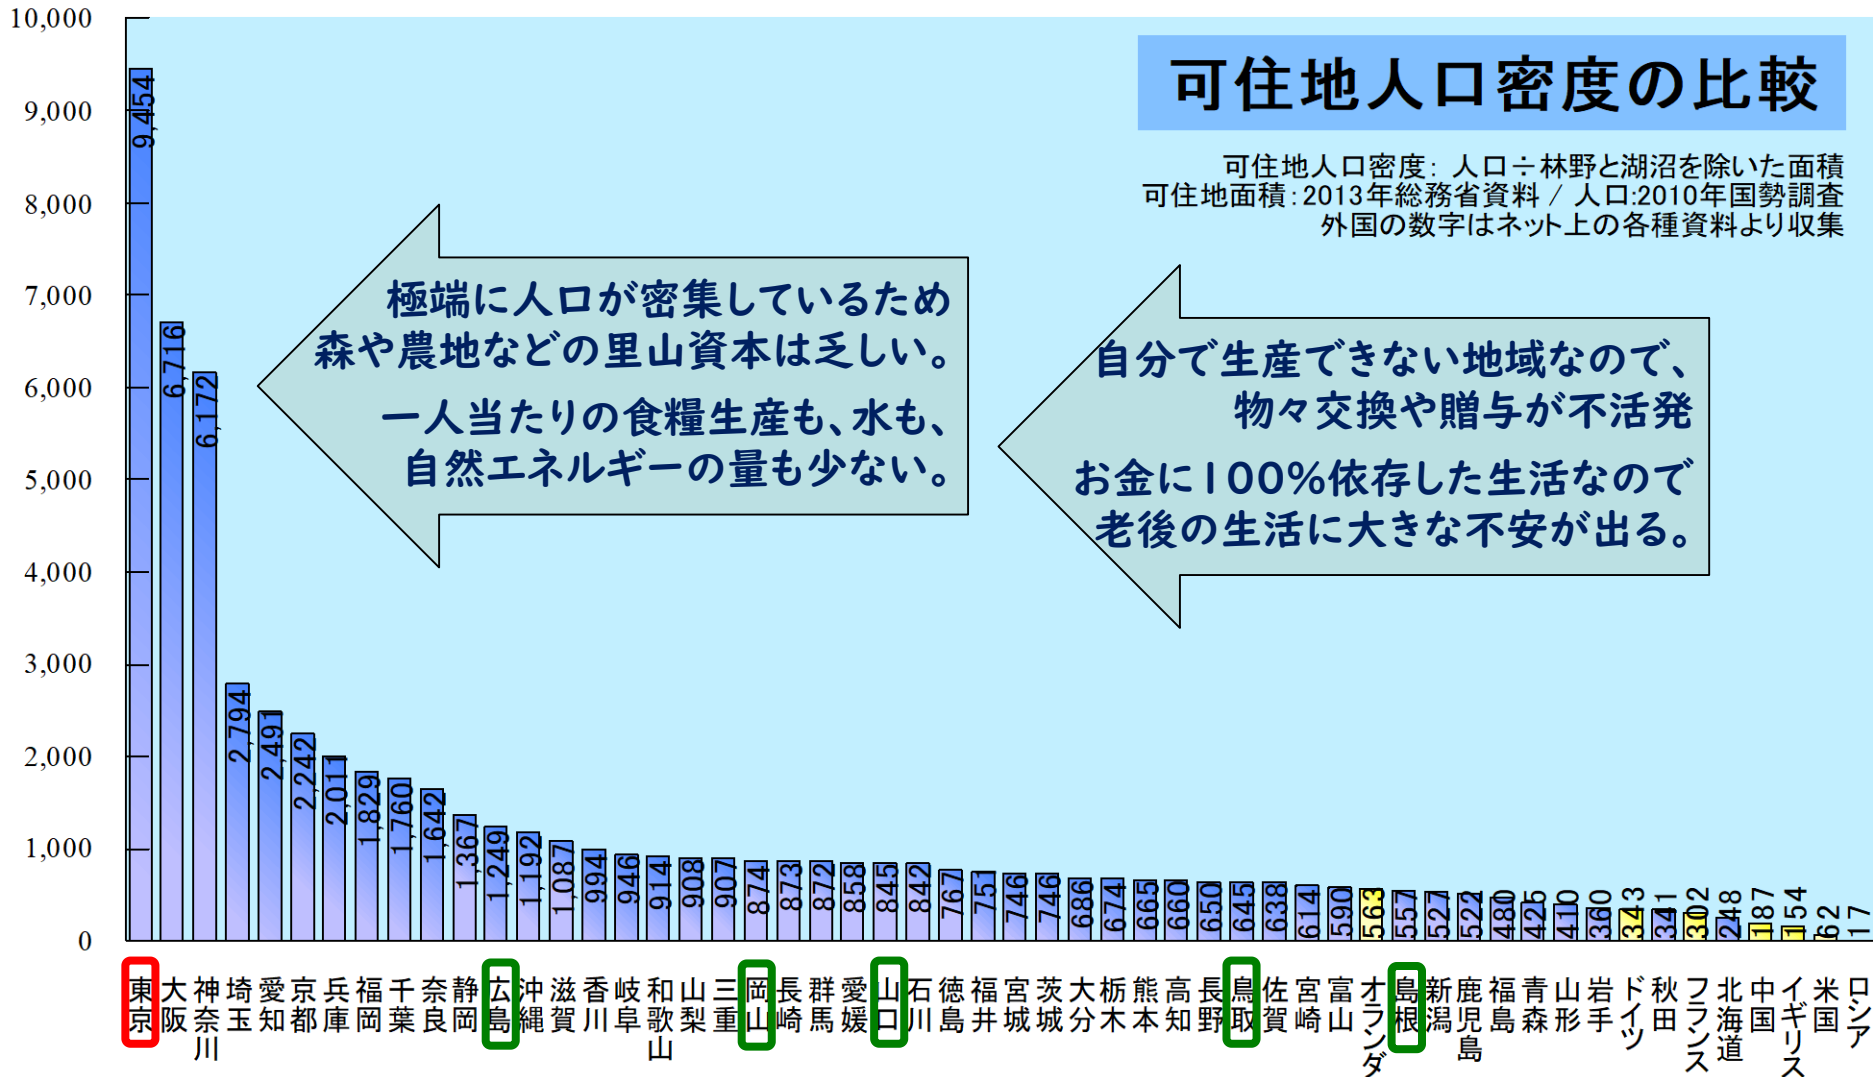 可住地人口密度の比較
可住地人口密度： 人口÷林野と湖沼を除いた面積
可住地面積：2013年総務省資料 / 人口:2010年国勢調査
外国の数字はネット上の各種資料より収集
極端に人口が密集しているため
森や農地などの里山資本は乏しい。
一人当たりの食糧生産も、水も、
自然エネルギーの量も少ない。
自分で生産できない地域なので、
物々交換や贈与が不活発
お金に100％依存した生活なので
老後の生活に大きな不安が出る。
10,000
9,000
8,000
7,000
6,000
5,000
4,000
3,000
2,000
1,000
0
9,454
6,716
6,172
2,794
2,491
2,242
2,011
1,829
1,760
1,642
1,367
1,249
1,192
1,087
994
946
914
908
907
874
873
872
858
845
842
767
751
746
746
686
674
665
660
650
645
638
614
590
563
557
527
522
480
425
410
360
343
341
302
248
187
154
62
17
東京
大阪
神奈川
埼玉
愛知
京都
兵庫
福岡
千葉
奈良
静岡
広島
沖縄
滋賀
香川
岐阜
和歌山
山梨
三重
岡山
長崎
群馬
愛媛
山口
石川
徳島
福井
宮城
茨城
大分
栃木
熊本
高知
長野
鳥取
佐賀
宮崎
富山
オランダ
島根
新潟
鹿児島
福島
青森
山形
岩手
ドイツ
秋田
フランス
北海道
中国
イギリス
米国
ロシア